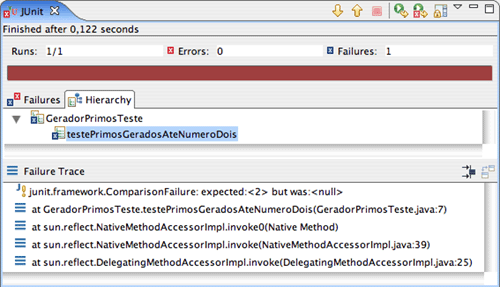 JUnit
Finished after 0,122 seconds
Runs: 1/1 Errors: 0 Failures: 1
Failures Hierarchy
GeradorPrimosTeste
testePrimosGeradosAteNumeroDois
Failure Trace
junit.framework.ComparisonFailure: expected:<2> but was:<null>
at GeradorPrimosTeste.testePrimosGeradosAteNumeroDois(GeradorPrimosTeste.java:7)
at sun.reflect.NativeMethodAccessorImpl.invoke0(Native Method)
at sun.reflect.NativeMethodAccessorImpl.invoke(NativeMethodAccessorImpl.java:39)
at sun.reflect.DelegatingMethodAccessorImpl.invoke(DelegatingMethodAccessorImpl.java:25)